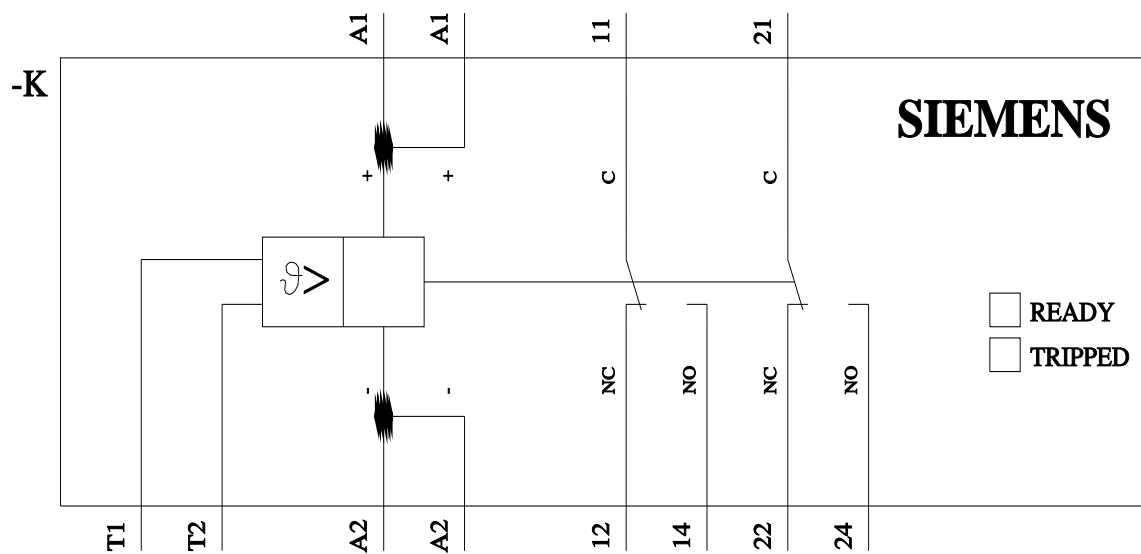 A1
A1
11
21
-K
SIEMENS
+
+
C
C
ϑ>
READY
TRIPPED
-
-
NC
NO
NC
NO
T1
T2
A2
A2
12
14
22
24